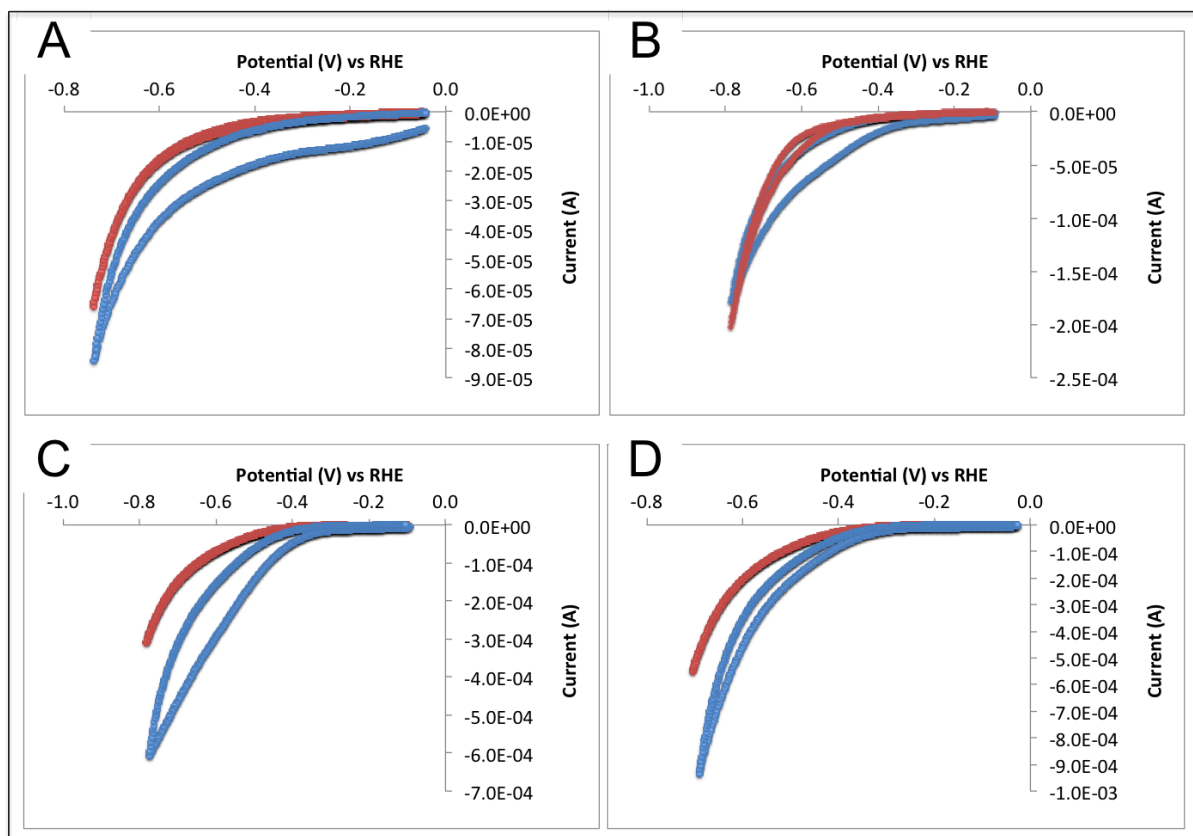 A
Potential (V) vs RHE
-0.8 -0.6 -0.4 -0.2 0.0
0.0E+00
-1.0E-05
-2.0E-05
-3.0E-05
-4.0E-05
-5.0E-05
-6.0E-05
-7.0E-05
-8.0E-05
-9.0E-05
Current (A)
B
Potential (V) vs RHE
-1.0 -0.8 -0.6 -0.4 -0.2 0.0
0.0E+00
-5.0E-05
-1.0E-04
-1.5E-04
-2.0E-04
-2.5E-04
Current (A)
C
Potential (V) vs RHE
-1.0 -0.8 -0.6 -0.4 -0.2 0.0
0.0E+00
-1.0E-04
-2.0E-04
-3.0E-04
-4.0E-04
-5.0E-04
-6.0E-04
-7.0E-04
Current (A)
D
Potential (V) vs RHE
-0.8 -0.6 -0.4 -0.2 0.0
0.0E+00
-1.0E-04
-2.0E-04
-3.0E-04
-4.0E-04
-5.0E-04
-6.0E-04
-7.0E-04
-8.0E-04
-9.0E-04
-1.0E-03
Current (A)